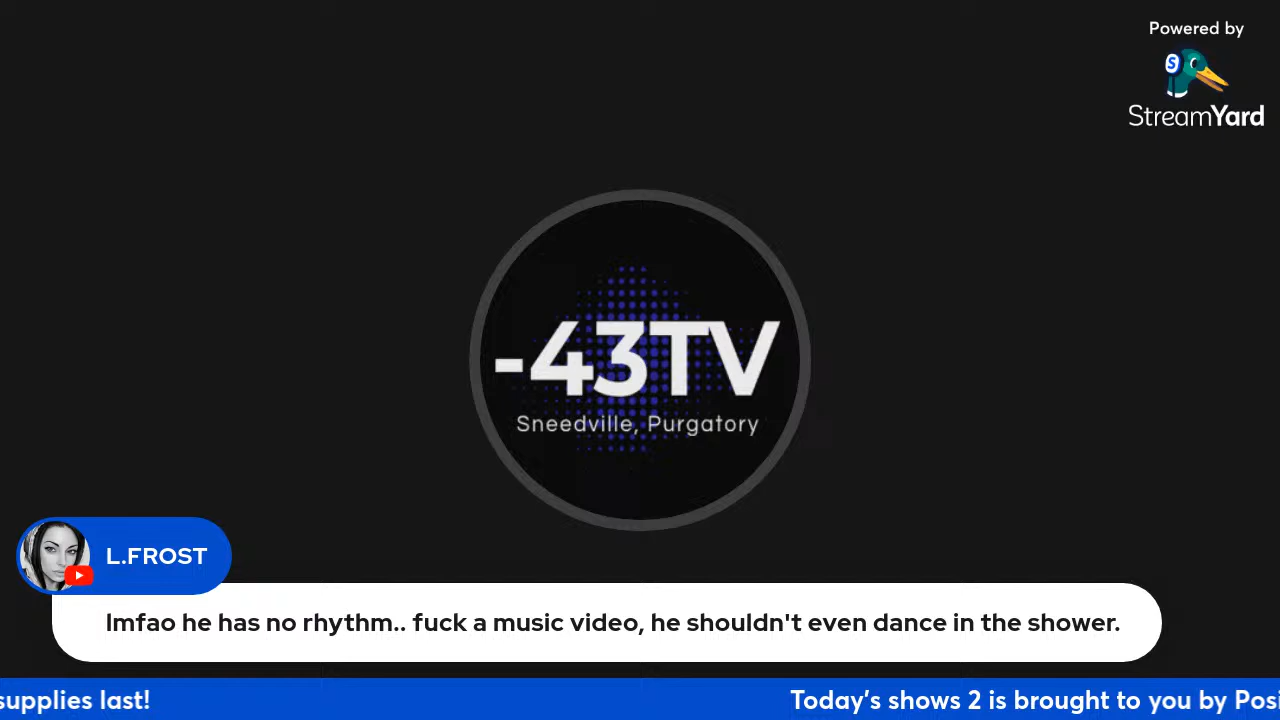 Powered by
S
StreamYard
-43TV
Sneedville, Purgatory
L.FROST
lmfao he has no rhythm.. fuck a music video, he shouldn't even dance in the shower.
supplies last!
Today's shows 2 is brought to you by Posi